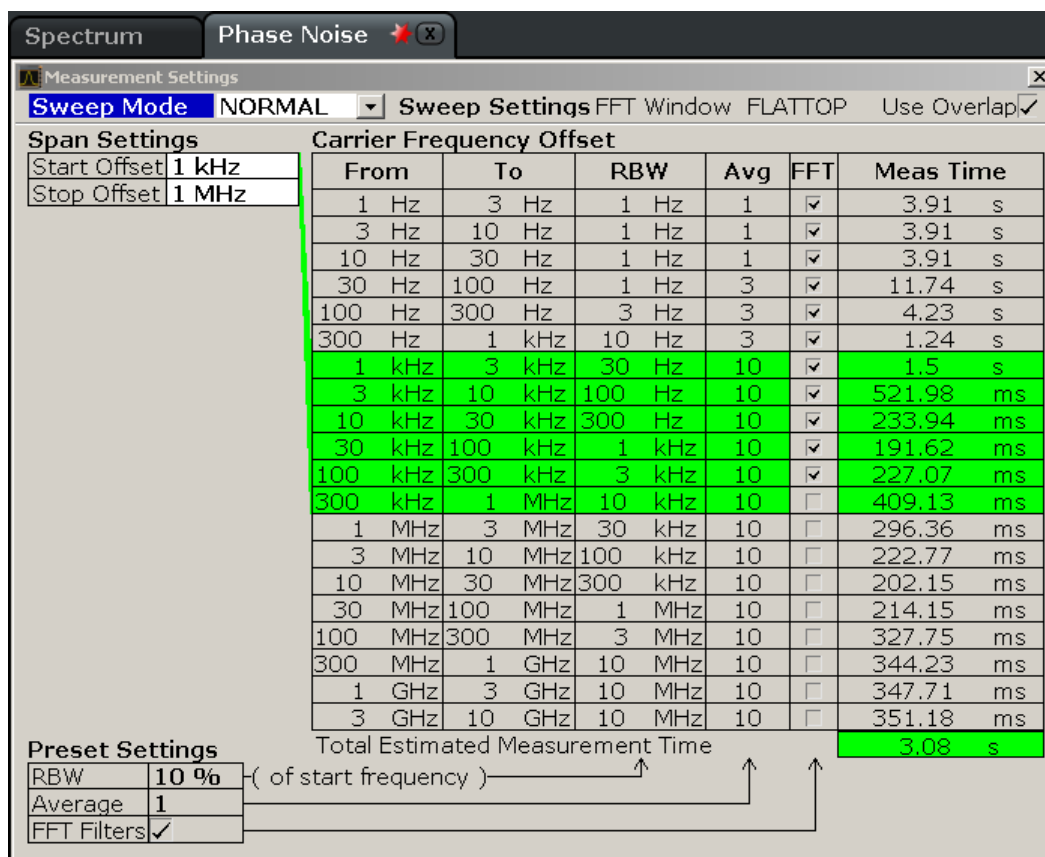 Spectrum Phase Noise x
Measurement Settings x
Sweep Mode NORMAL Sweep Settings FFT Window FLATTOP Use Overlap
Span Settings Carrier Frequency Offset
Start Offset 1 kHz
Stop Offset 1 MHz
From To RBW Avg FFT Meas Time
1 Hz 3 Hz 1 Hz 1 3.91 s
3 Hz 10 Hz 1 Hz 1 3.91 s
10 Hz 30 Hz 1 Hz 1 3.91 s
30 Hz 100 Hz 1 Hz 3 11.74 s
100 Hz 300 Hz 3 Hz 3 4.23 s
300 Hz 1 kHz 10 Hz 3 1.24 s
1 kHz 3 kHz 30 Hz 10 1.5 s
3 kHz 10 kHz 100 Hz 10 521.98 ms
10 kHz 30 kHz 300 Hz 10 233.94 ms
30 kHz 100 kHz 1 kHz 10 191.62 ms
100 kHz 300 kHz 3 kHz 10 227.07 ms
300 kHz 1 MHz 10 kHz 10 409.13 ms
1 MHz 3 MHz 30 kHz 10 296.36 ms
3 MHz 10 MHz 100 kHz 10 222.77 ms
10 MHz 30 MHz 300 kHz 10 202.15 ms
30 MHz 100 MHz 1 MHz 10 214.15 ms
100 MHz 300 MHz 3 MHz 10 327.75 ms
300 MHz 1 GHz 10 MHz 10 344.23 ms
1 GHz 3 GHz 10 MHz 10 347.71 ms
3 GHz 10 GHz 10 MHz 10 351.18 ms
Preset Settings Total Estimated Measurement Time 3.08 s
RBW 10 % ( of start frequency )
Average 1
FFT Filters